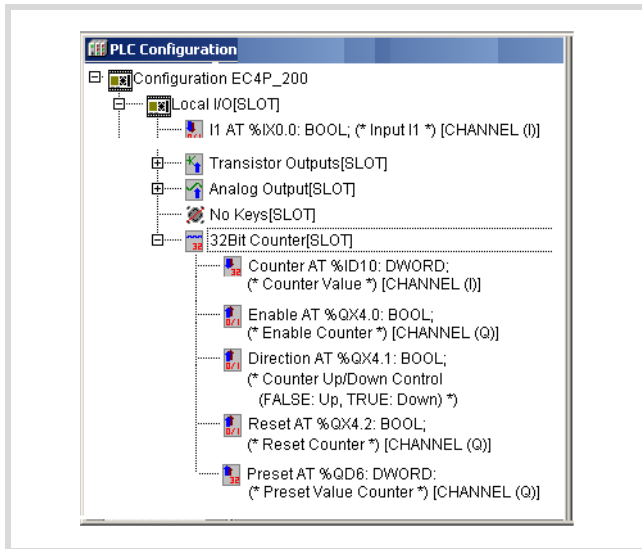 PLC Configuration
Configuration EC4P_200
Local I/O[SLOT]
I1 AT %IX0.0: BOOL; (* Input I1 *) [CHANNEL (I)]
Transistor Outputs[SLOT]
Analog Output[SLOT]
No Keys[SLOT]
32Bit Counter[SLOT]
Counter AT %ID10: DWORD;
(* Counter Value *) [CHANNEL (I)]
Enable AT %QX4.0: BOOL;
(* Enable Counter *) [CHANNEL (Q)]
Direction AT %QX4.1: BOOL;
(* Counter Up/Down Control
(FALSE: Up, TRUE: Down) *)
Reset AT %QX4.2: BOOL;
(* Reset Counter *) [CHANNEL (Q)]
Preset AT %QD6: DWORD:
(* Preset Value Counter *) [CHANNEL (Q)]